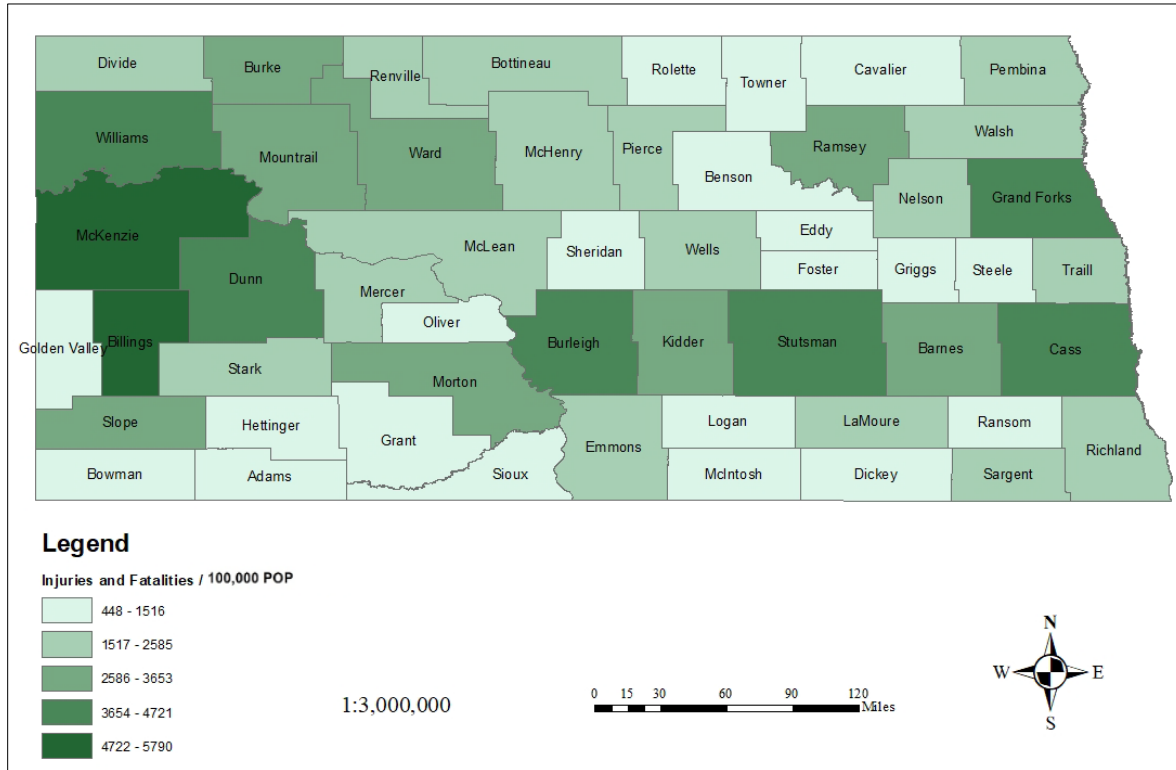 Divide
Burke
Renville
Bottineau
Rolette
Towner
Cavalier
Pembina
Williams
Mountrail
Ward
McHenry
Pierce
Benson
Ramsey
Walsh
Nelson
Grand Forks
McKenzie
Dunn
McLean
Mercer
Oliver
Sheridan
Wells
Eddy
Foster
Griggs
Steele
Traill
Golden Valley
Billings
Stark
Morton
Burleigh
Kidder
Stutsman
Barnes
Cass
Slope
Hettinger
Grant
Bowman
Adams
Sioux
Emmons
Logan
LaMoure
Ransom
Richland
McIntosh
Dickey
Sargent
Legend
Injuries and Fatalities / 100,000 POP
448 - 1516
1517 - 2585
2586 - 3653
3654 - 4721
4722 - 5790
1:3,000,000
0 15 30 60 90 120
Miles
N
W E
S